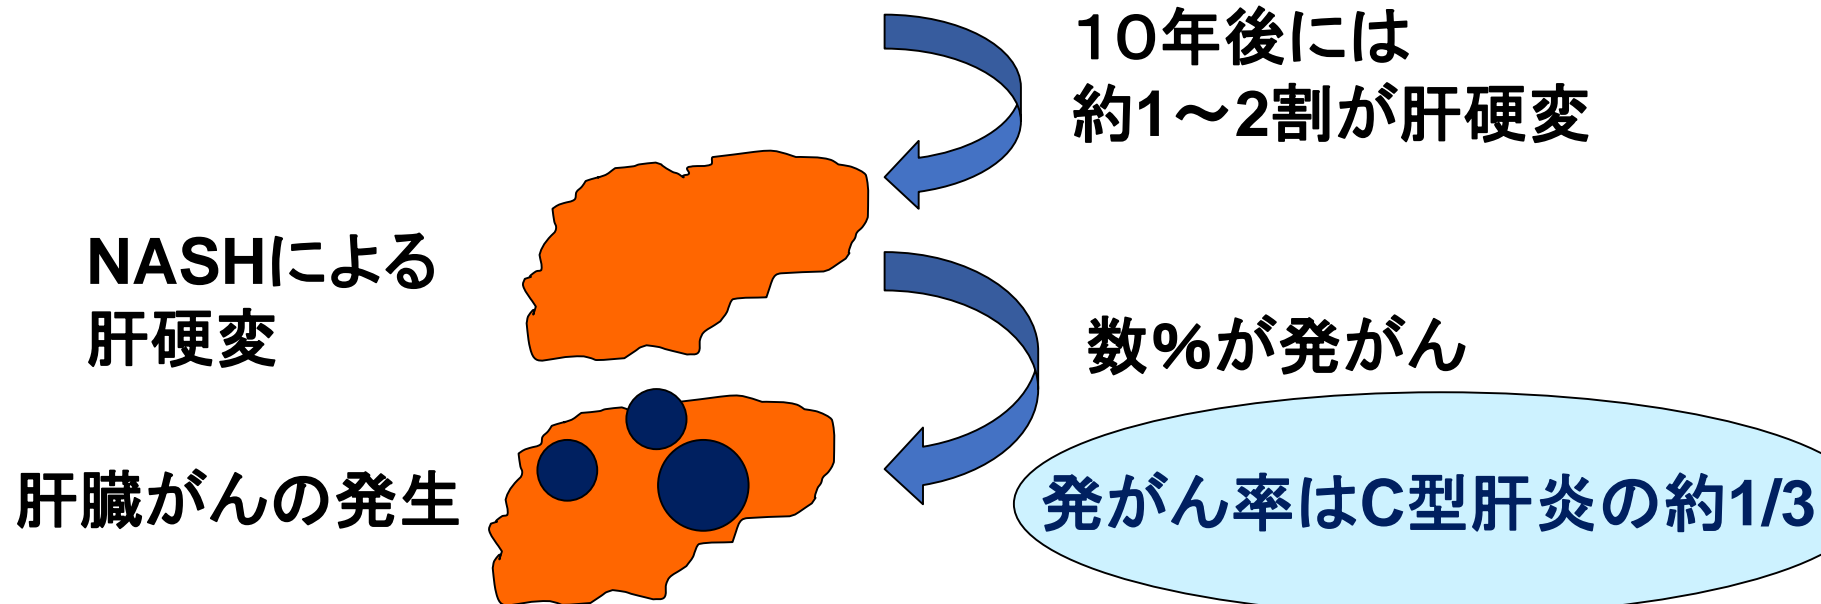 １０年後には
約1～2割が肝硬変
NASHによる
肝硬変
数％が発がん
肝臓がんの発生
発がん率はC型肝炎の約1/3